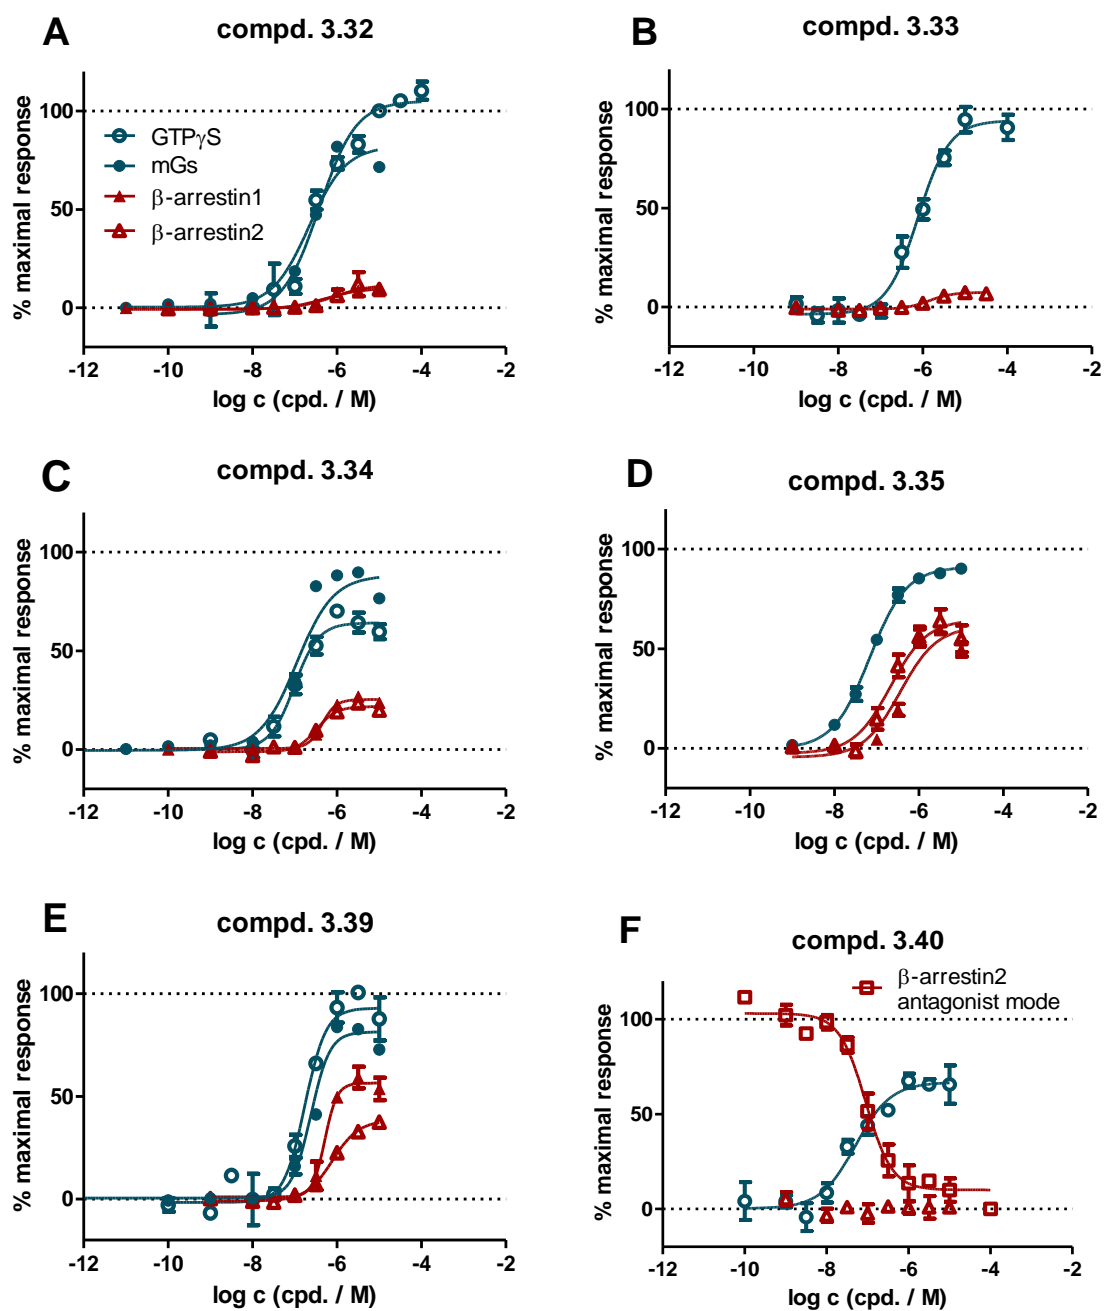 A
compd. 3.32
% maximal response
100
50
0
GTPγS
mGs
β-arrestin1
β-arrestin2
-12 -10 -8 -6 -4 -2
log c (cpd. / M)
B
compd. 3.33
% maximal response
100
50
0
-12 -10 -8 -6 -4 -2
log c (cpd. / M)
C
compd. 3.34
% maximal response
100
50
0
-12 -10 -8 -6 -4 -2
log c (cpd. / M)
D
compd. 3.35
% maximal response
100
50
0
-12 -10 -8 -6 -4 -2
log c (cpd. / M)
E
compd. 3.39
% maximal response
100
50
0
-12 -10 -8 -6 -4 -2
log c (cpd. / M)
F
compd. 3.40
β-arrestin2
antagonist mode
% maximal response
100
50
0
-12 -10 -8 -6 -4 -2
log c (cpd. / M)